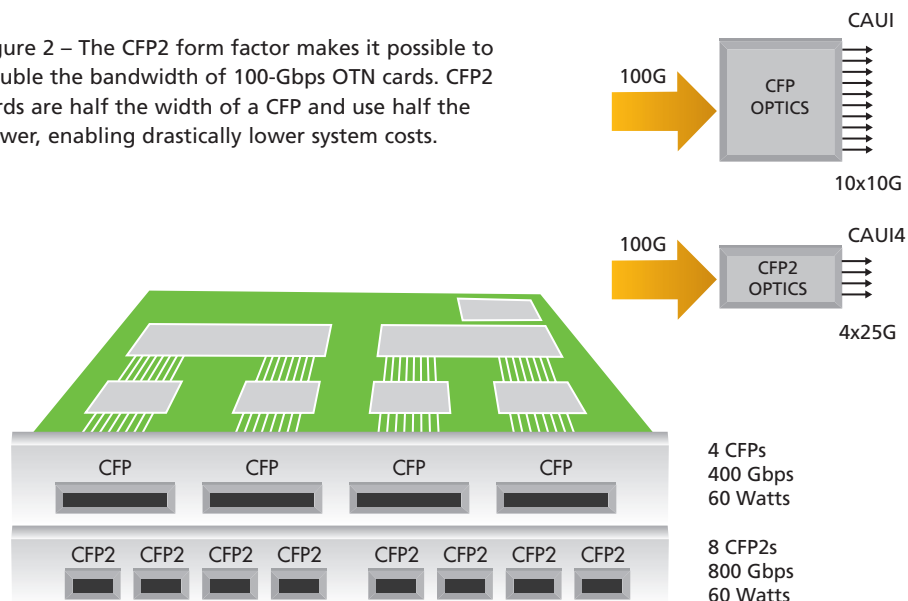 gure 2 – The CFP2 form factor makes it possible to
uble the bandwidth of 100-Gbps OTN cards. CFP2
rds are half the width of a CFP and use half the
wer, enabling drastically lower system costs.
CAUI
100G
CFP
OPTICS
10x10G
CAUI4
100G
CFP2
OPTICS
4x25G
CFP CFP CFP CFP
4 CFPs
400 Gbps
60 Watts
CFP2 CFP2 CFP2 CFP2 CFP2 CFP2 CFP2 CFP2
8 CFP2s
800 Gbps
60 Watts